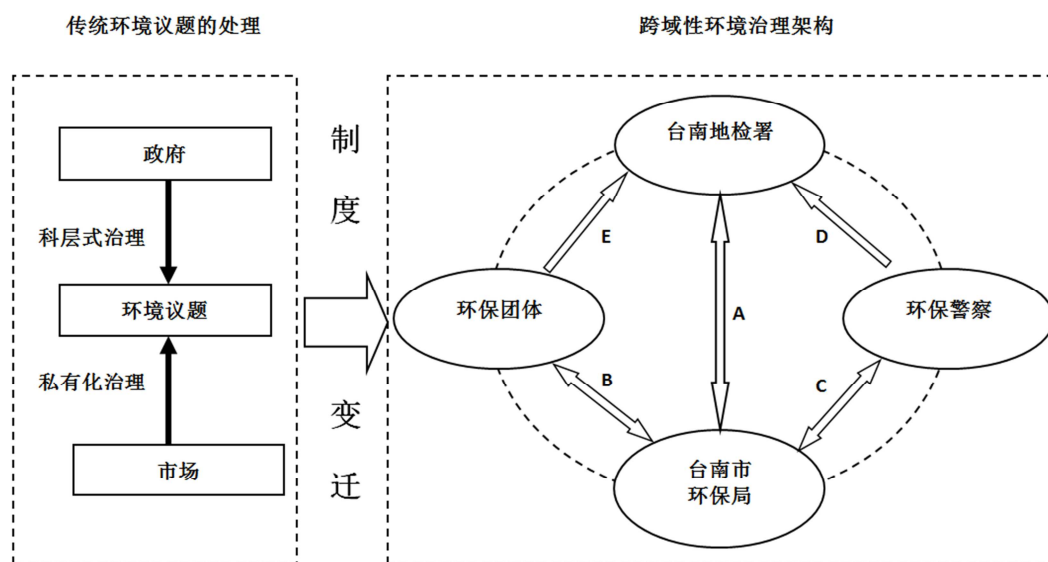 传统环境议题的处理
跨域性环境治理架构
政府
科层式治理
环境议题
私有化治理
市场
制
度
变
迁
台南地检署
E
D
环保团体
A
环保警察
B
C
台南市
环保局